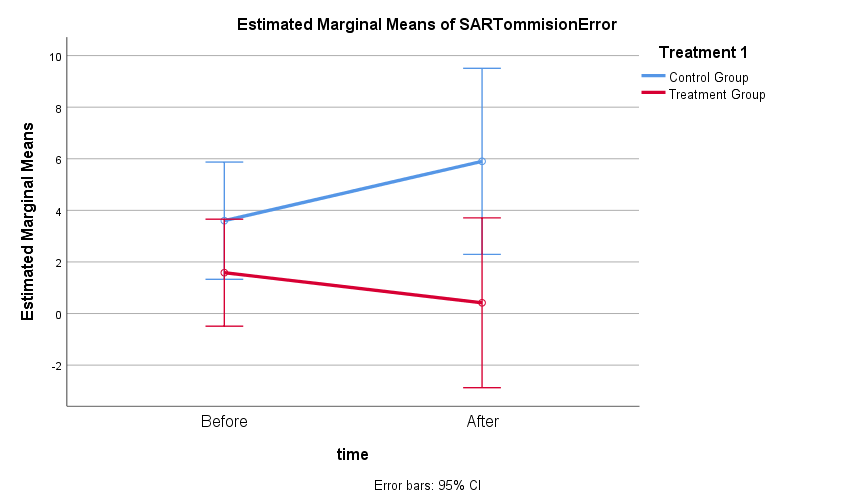 Estimated Marginal Means of SARTommisionError
Treatment 1
Control Group
Treatment Group
Estimated Marginal Means
10
8
6
4
2
0
-2
Before
After
time
Error bars: 95% CI